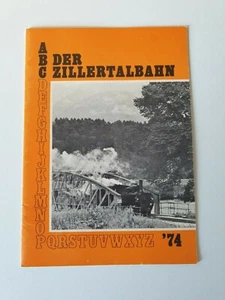 A DER
B ZILLERTALBAHN
C
D
E
F
G
H
I
J
K
L
M
N
O
PQRSTUVWXYZ '74